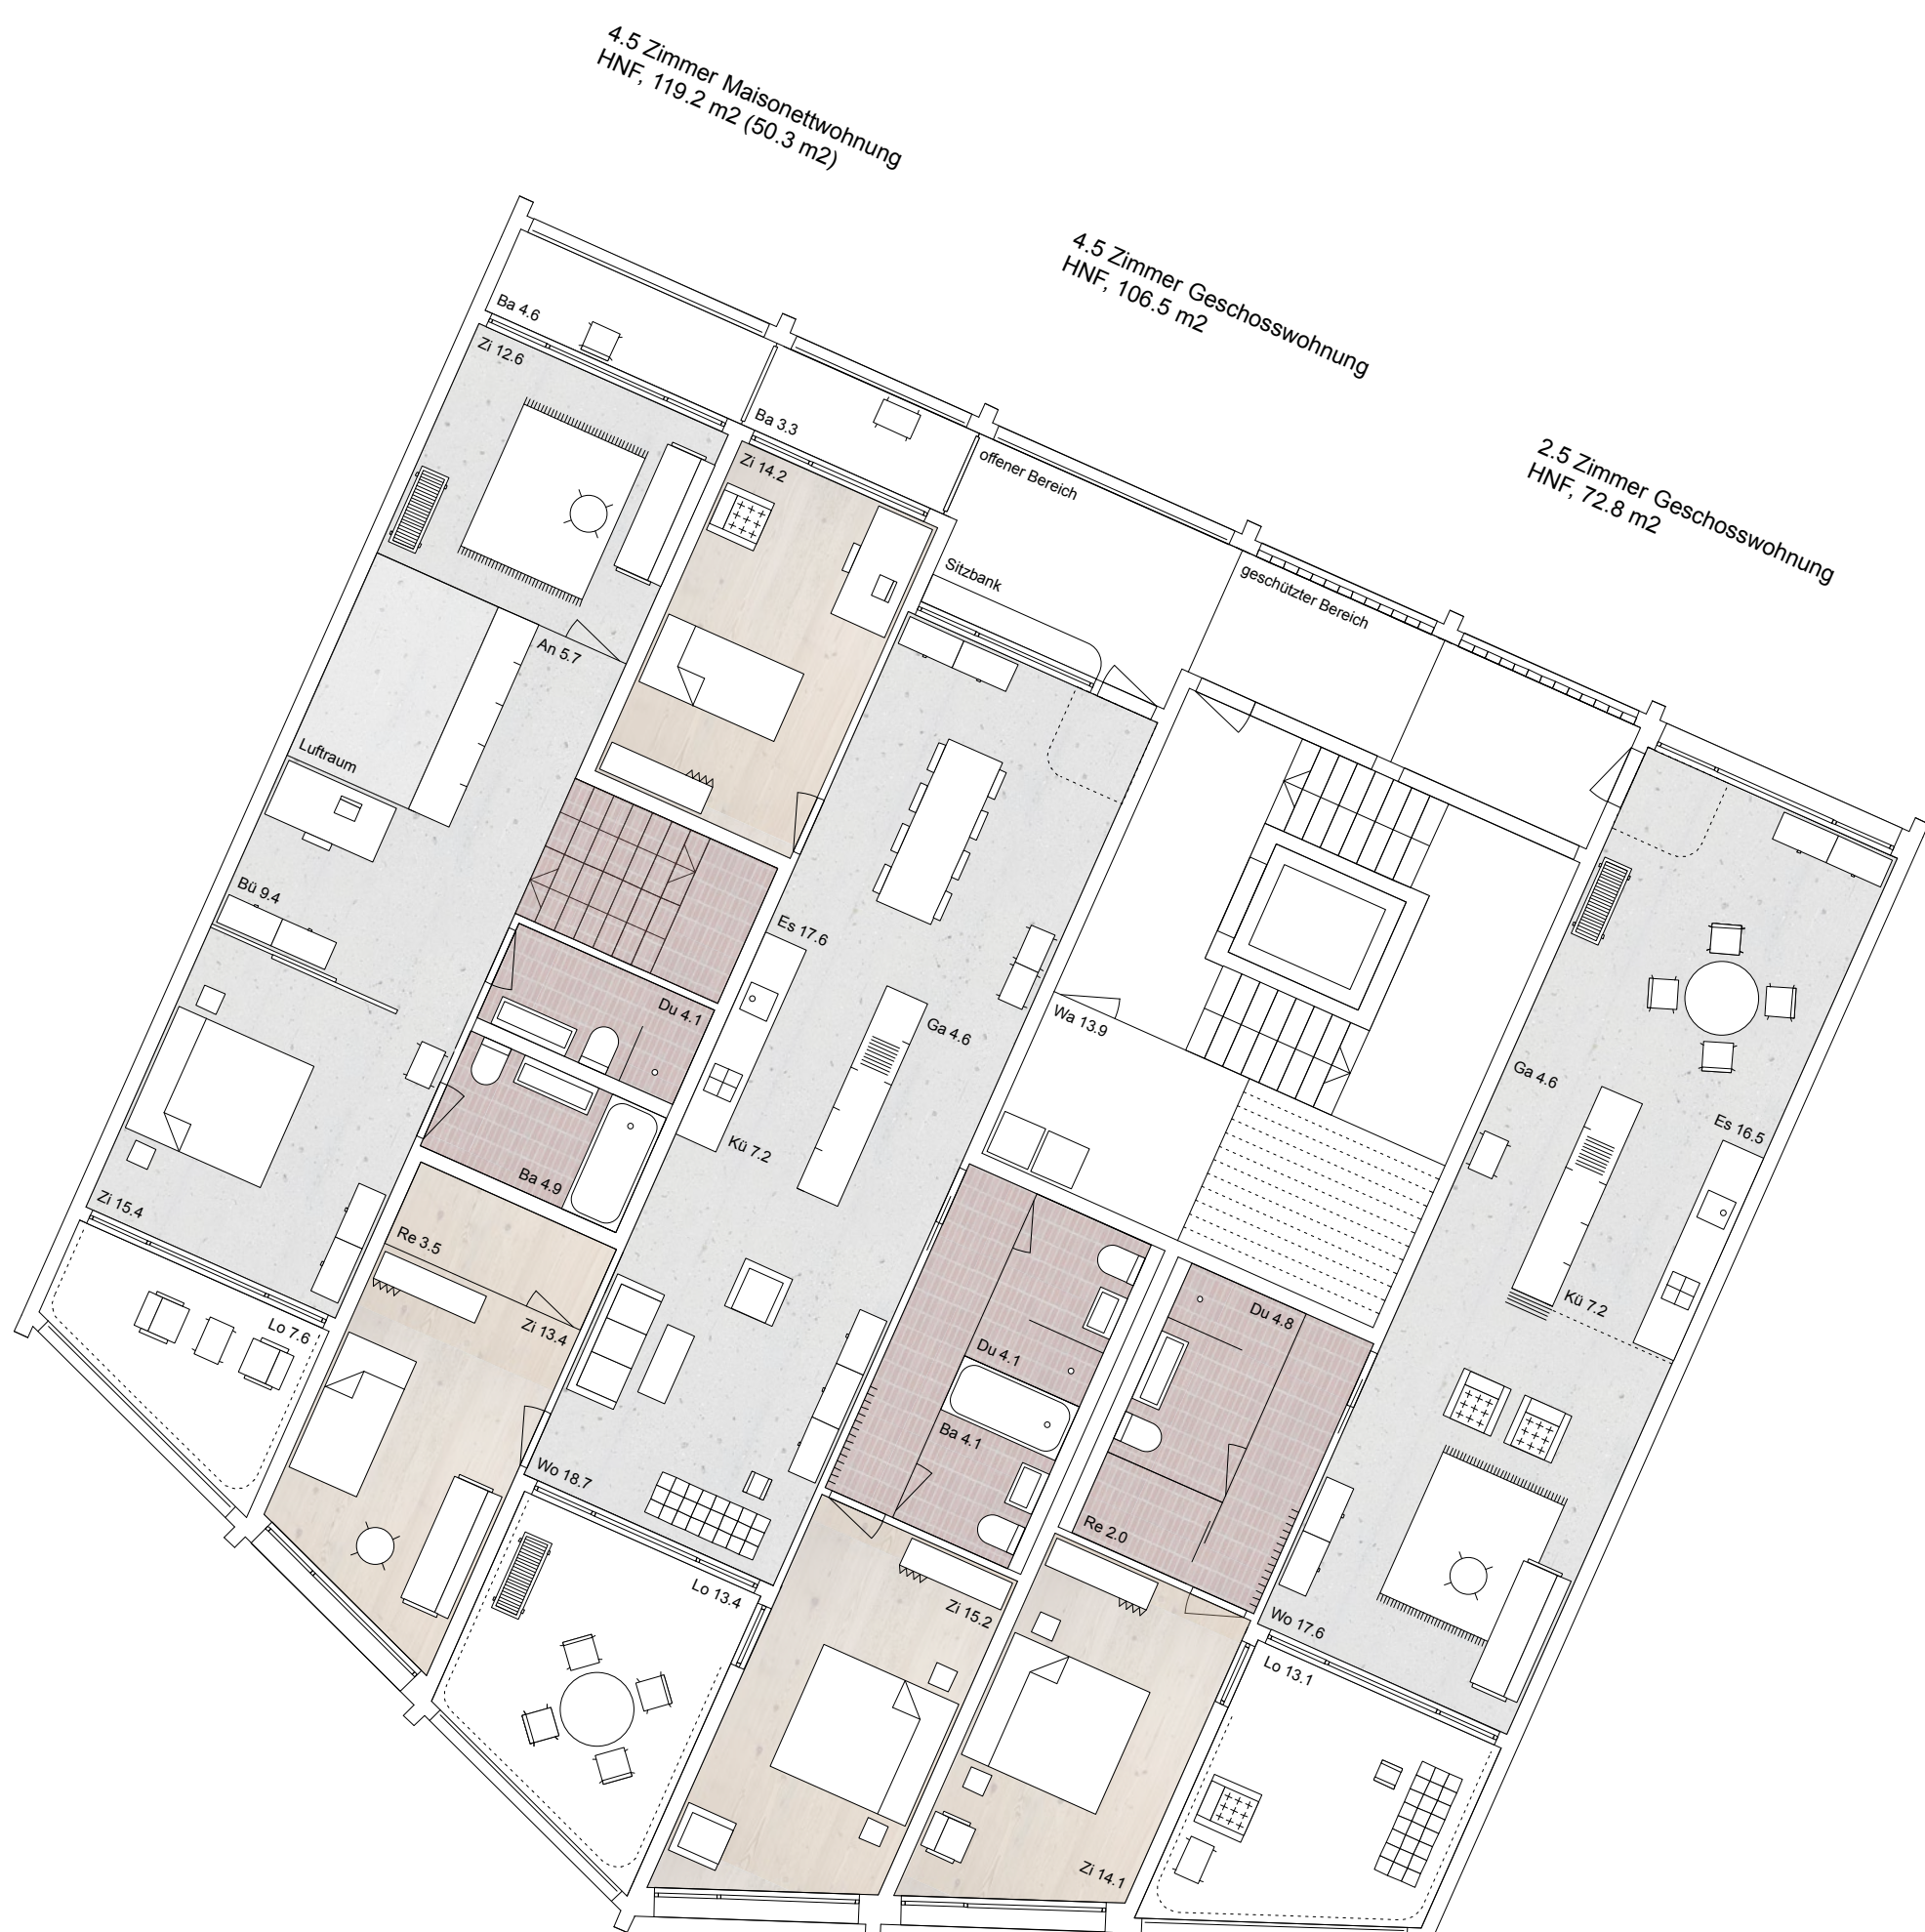 4.5 Zimmer Maisonettwohnung
HNF, 119.2 m2 (50.3 m2)
4.5 Zimmer Geschosswohnung
HNF, 106.5 m2
2.5 Zimmer Geschosswohnung
HNF, 72.8 m2
Ba 4.6
Zi 12.6
Ba 3.3
Zi 14.2
offener Bereich
Sitzbank
geschützter Bereich
An 5.7
Luftraum
Bü 9.4
Es 17.6
Du 4.1
Ga 4.6
Wa 13.9
Ga 4.6
Es 16.5
Kü 7.2
Ba 4.9
Zi 15.4
Re 3.5
Zi 13.4
Lo 7.6
Du 4.1
Du 4.8
Kü 7.2
Ba 4.1
Wo 18.7
Re 2.0
Lo 13.4
Zi 15.2
Wo 17.6
Lo 13.1
Zi 14.1